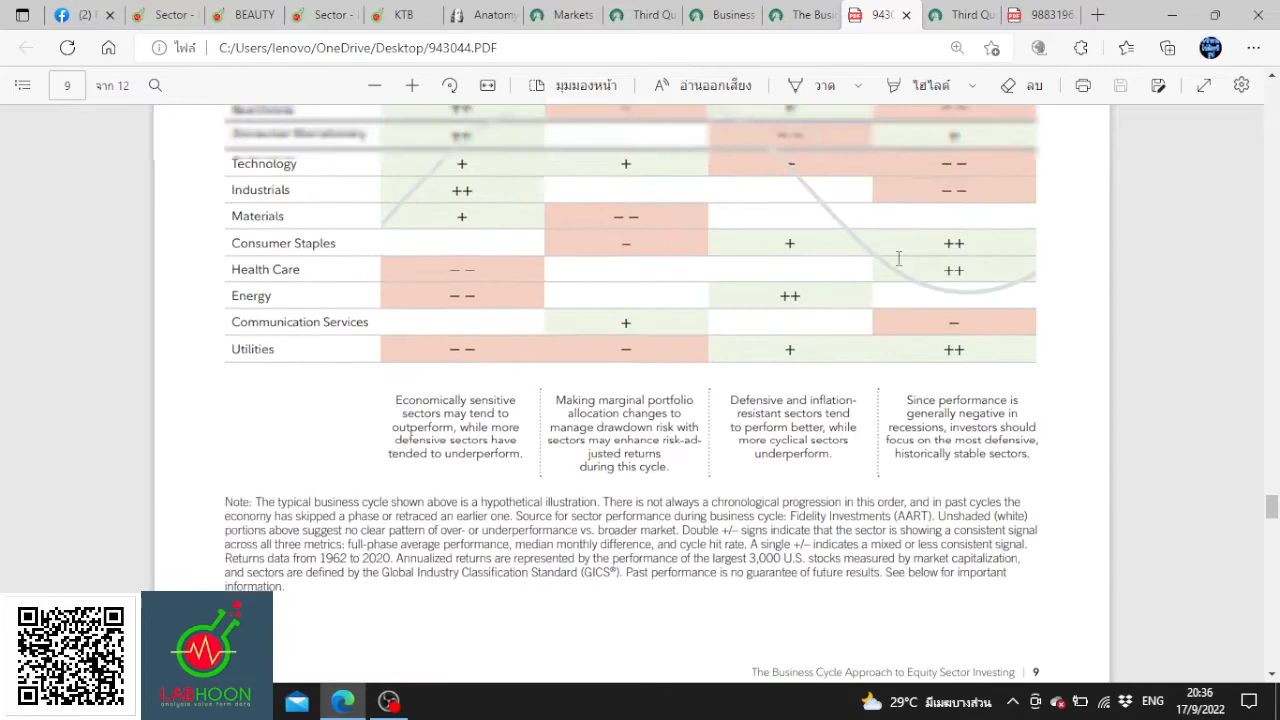 (2)
Sector -
BEAUTY
Sector -
KTB
Anatomy
Markets
Third Qu
Business
The Busi
943
Third Qu
9883196
ไฟล์
C:/Users/lenovo/OneDrive/Desktop/943044.PDF
9
จาก 12
มุมมองหน้า
อ่านออกเสียง
วาด
ไฮไลต์
ลบ
Technology + + - --
Industrials ++ --
Materials + --
Consumer Staples - + ++
Health Care -- ++
Energy -- ++
Communication Services + -
Utilities -- - + ++
Economically sensitive
sectors may tend to
outperform, while more
defensive sectors have
tended to underperform.
Making marginal portfolio
allocation changes to
manage drawdown risk with
sectors may enhance risk-ad-
justed returns
during this cycle.
Defensive and inflation-
resistant sectors tend
to perform better, while
more cyclical sectors
underperform.
Since performance is
generally negative in
recessions, investors should
focus on the most defensive,
historically stable sectors.
Note: The typical business cycle shown above is a hypothetical illustration. There is not always a chronological progression in this order, and in past cycles the
economy has skipped a phase or retraced an earlier one. Source for sector performance during business cycle: Fidelity Investments (AART). Unshaded (white)
portions above suggest no clear pattern of over- or underperformance vs. broader market. Double +/– signs indicate that the sector is showing a consistent signal
across all three metrics: full-phase average performance, median monthly difference, and cycle hit rate. A single +/– indicates a mixed or less consistent signal.
Returns data from 1962 to 2020. Annualized returns are represented by the performance of the largest 3,000 U.S. stocks measured by market capitalization,
and sectors are defined by the Global Industry Classification Standard (GICS®). Past performance is no guarantee of future results. See below for important
information.
The Business Cycle Approach to Equity Sector Investing | 9
LABHOON
analysis value form data
29°C มีเมฆบางส่วน
ENG
20:36
17/9/2022